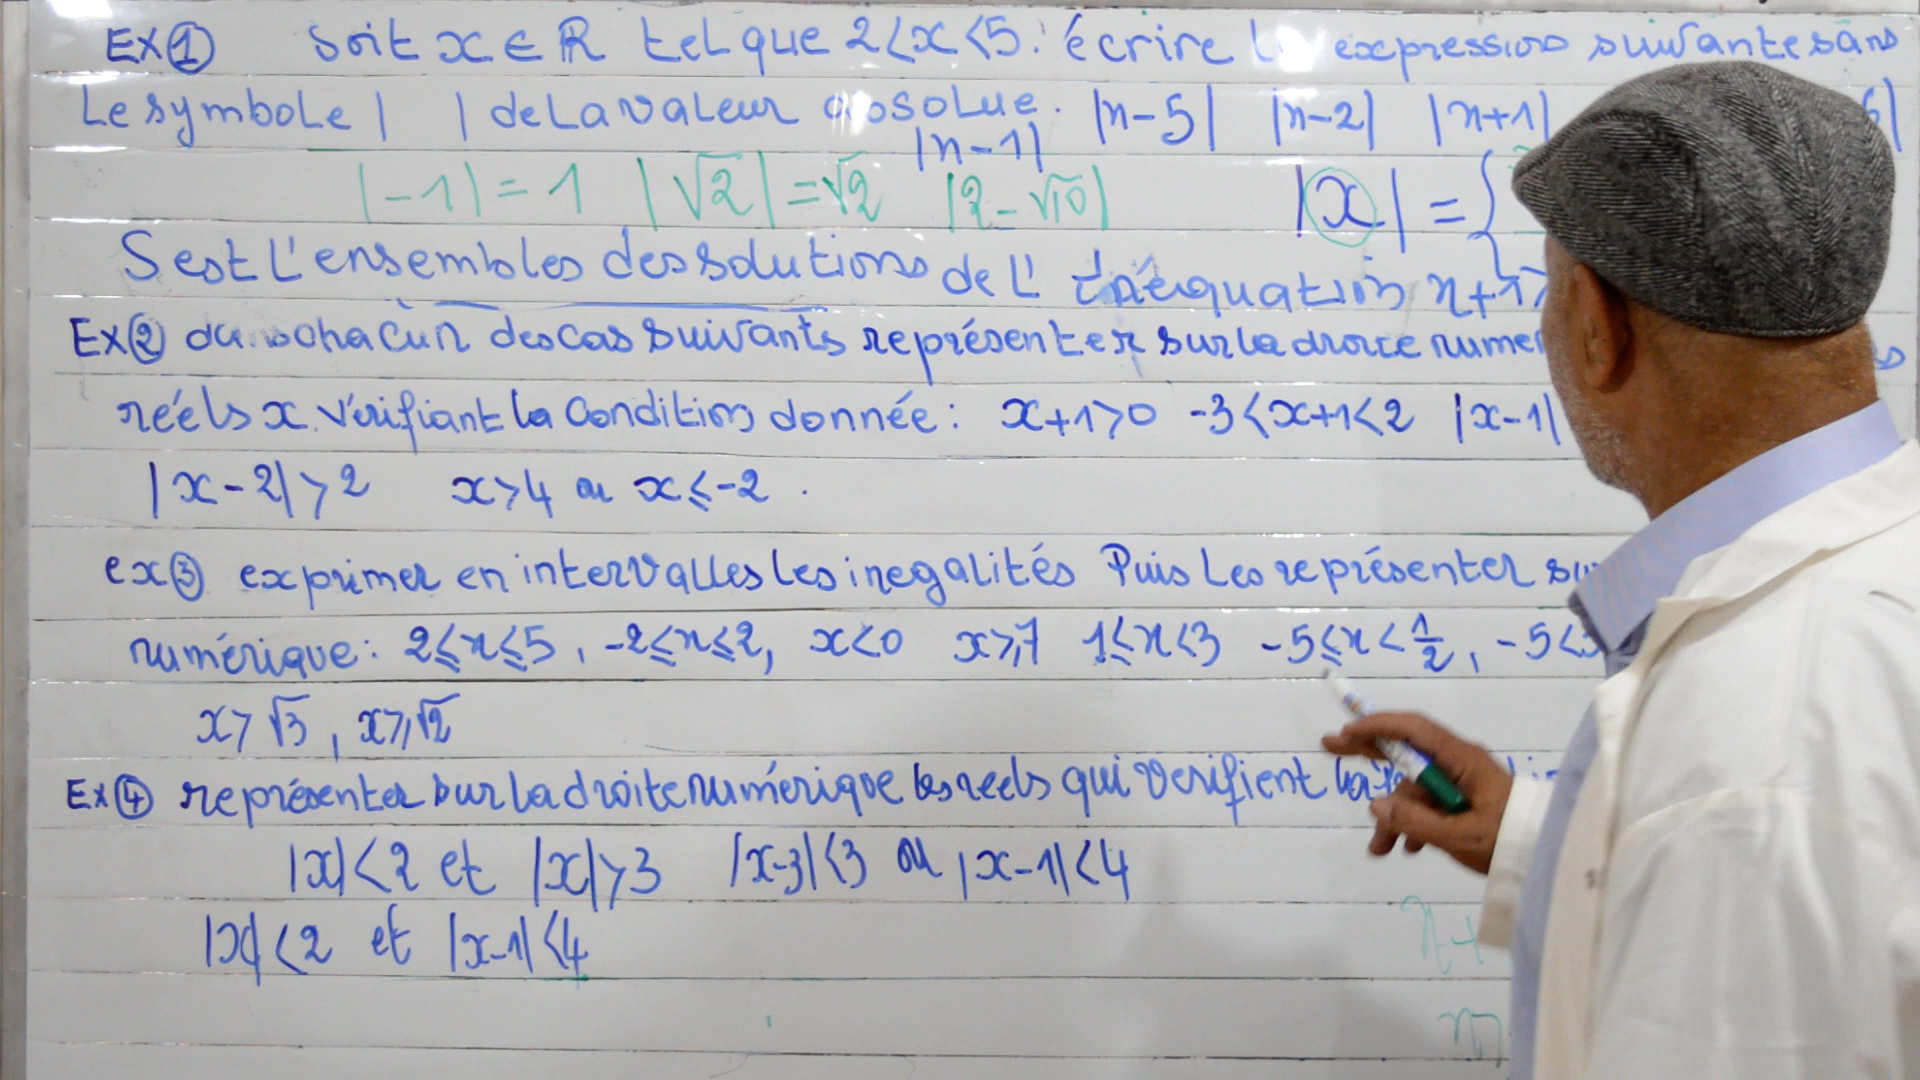 EX① Soit x ∈ ℝ tel que 2<x<5. écrire expressions suivantes sans
Le symbole | | de la valeur absolue. |x-5| |x-2| |x+1|
|x-1|
|-1| = 1 |√2| = √2 |2-√10| |x| = {
S est L'ensembles des solutions de L' inéquation x+1>
Ex② dans chacun des cas suivants représenter sur la droite
réels x vérifiant la condition donnée : x+1>0 -3<x+1<2 |x-1|
|x-2|>2 x>4 ou x≤-2 .
ex③ exprimer en intervalles les inegalités Puis Les représenter
numérique : 2≤x≤5 , -2≤x≤2, x<0 x≥7 1≤x<3 -5≤x<1/2 , -5<
x>√3 , x≥√2
Ex④ représenter sur la droite numérique les reels qui verifient la
|x|<2 et |x|>3 |x-3|<3 ou |x-1|<4
|x|<2 et |x-1|<4
x+